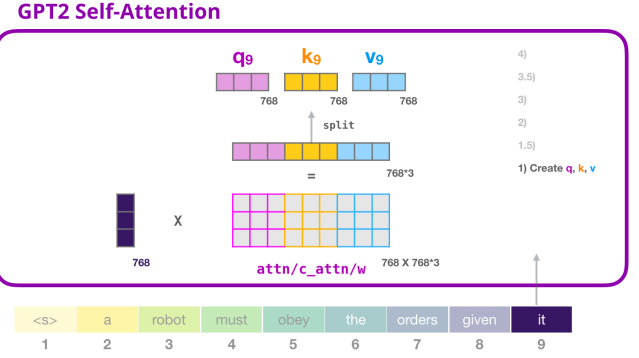 GPT2 Self-Attention
q9 k9 v9
768 768 768
split
768*3
=
X
768
attn/c_attn/w
768 X 768*3
4)
3.5)
3)
2)
1.5)
1) Create q, k, v
<s> a robot must obey the orders given it
1 2 3 4 5 6 7 8 9